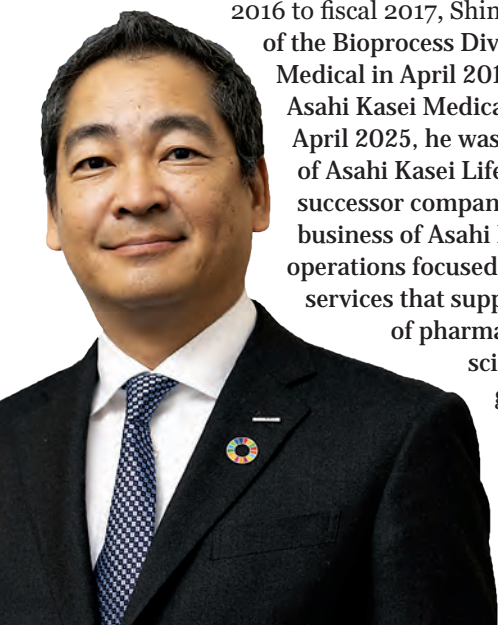 2016 to fiscal 2017, Shin
of the Bioprocess Div
Medical in April 201
Asahi Kasei Medica
April 2025, he was
of Asahi Kasei Life
successor compan
business of Asahi
operations focused
services that supp
of pharma
sci